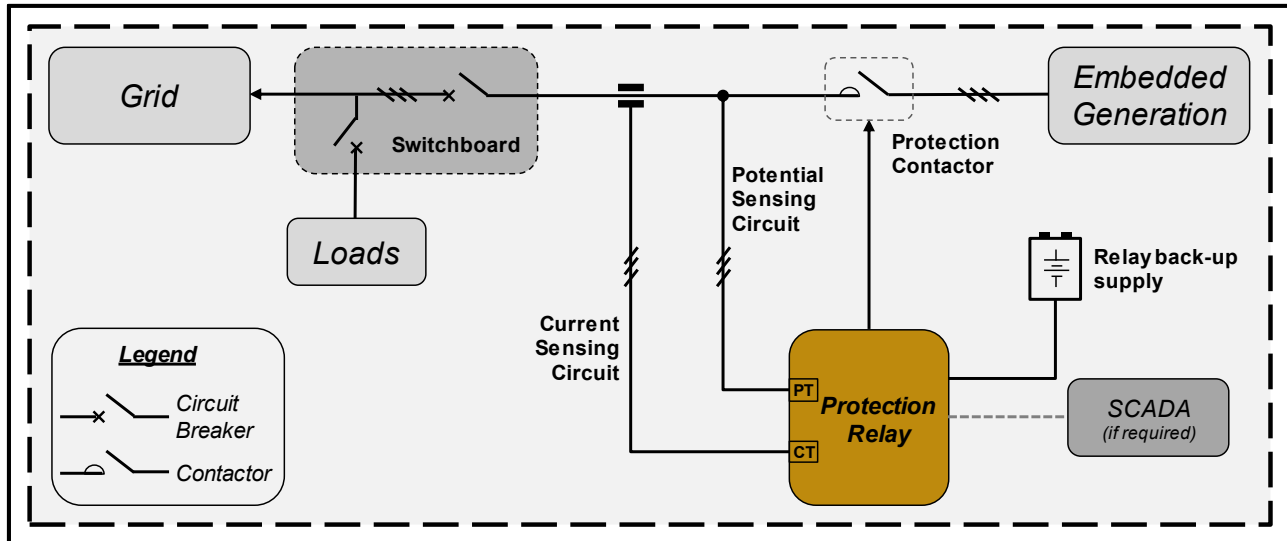 Grid
Switchboard
Loads
Embedded
Generation
Protection
Contactor
Potential
Sensing
Circuit
Current
Sensing
Circuit
Relay back-up
supply
PT
CT
Protection
Relay
SCADA
(if required)
Legend
Circuit
Breaker
Contactor